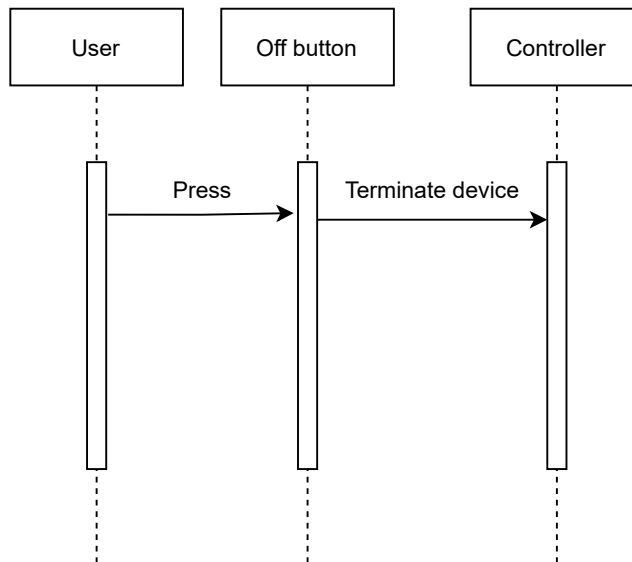 User
Off button
Controller
Press
Terminate device